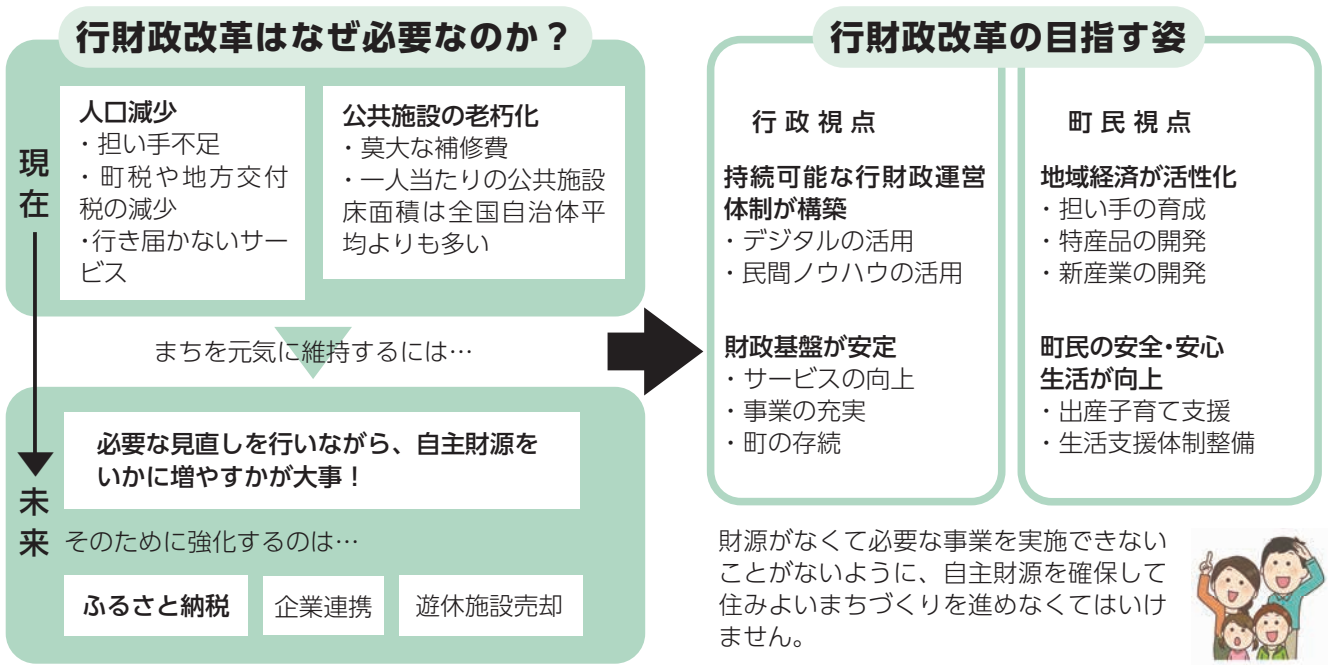 行財政改革はなぜ必要なのか？
現在
人口減少
・担い手不足
・町税や地方交付
税の減少
・行き届かないサー
ビス
公共施設の老朽化
・莫大な補修費
・一人当たりの公共施設
床面積は全国自治体平
均よりも多い
まちを元気に維持するには…
未来
必要な見直しを行いながら、自主財源を
いかに増やすかが大事！
そのために強化するのは…
ふるさと納税
企業連携
遊休施設売却
行財政改革の目指す姿
行政視点
持続可能な行財政運営
体制が構築
・デジタルの活用
・民間ノウハウの活用
財政基盤が安定
・サービスの向上
・事業の充実
・町の存続
町民視点
地域経済が活性化
・担い手の育成
・特産品の開発
・新産業の開発
町民の安全・安心
生活が向上
・出産子育て支援
・生活支援体制整備
財源がなくて必要な事業を実施できない
ことがないように、自主財源を確保して
住みよいまちづくりを進めなくてはいけ
ません。